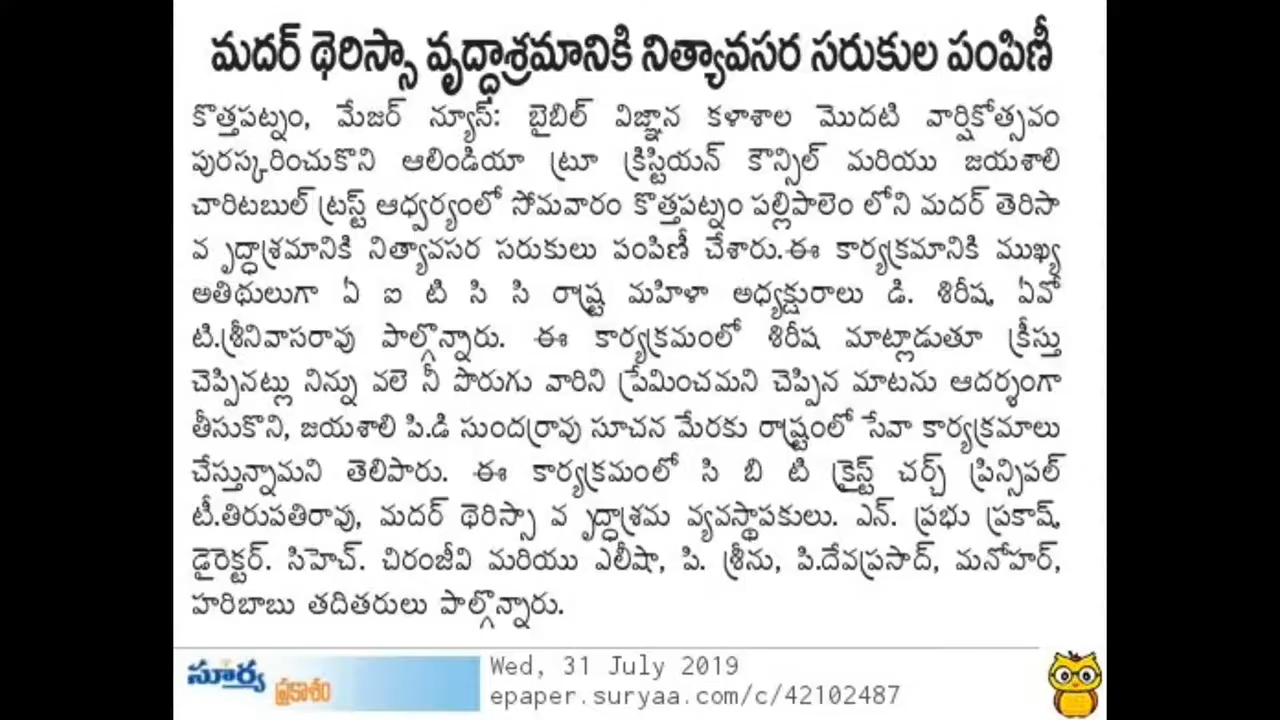 మదర్ థెరిస్సా వృద్ధాశ్రమానికి నిత్యావసర సరుకుల పంపిణీ
కొత్తపట్నం, మేజర్ న్యూస్: బైబిల్ విజ్ఞాన కళాశాల మొదటి వార్షికోత్సవం
పురస్కరించుకొని ఆలిండియా ట్రూ క్రిస్టియన్ కౌన్సిల్ మరియు జయశాలి
చారిటబుల్ ట్రస్ట్ ఆధ్వర్యంలో సోమవారం కొత్తపట్నం పల్లిపాలెం లోని మదర్ తెరిసా
వ ృద్ధాశ్రమానికి నిత్యావసర సరుకులు పంపిణీ చేశారు.ఈ కార్యక్రమానికి ముఖ్య
అతిథులుగా ఏ ఐ టి సి సి రాష్ట్ర మహిళా అధ్యక్షురాలు డి. శిరీష, ఏవో
టి.శ్రీనివాసరావు పాల్గొన్నారు. ఈ కార్యక్రమంలో శిరీష మాట్లాడుతూ క్రీస్తు
చెప్పినట్లు నిన్ను వలె నీ పొరుగు వారిని ప్రేమించమని చెప్పిన మాటను ఆదర్శంగా
తీసుకొని, జయశాలి పి.డి సుందర్రావు సూచన మేరకు రాష్ట్రంలో సేవా కార్యక్రమాలు
చేస్తున్నామని తెలిపారు. ఈ కార్యక్రమంలో సి బి టి క్రైస్ట్ చర్చ్ ప్రిన్సిపల్
టీ.తిరుపతిరావు, మదర్ థెరిస్సా వ ృద్ధాశ్రమ వ్యవస్థాపకులు. ఎన్. ప్రభు ప్రకాష్,
డైరెక్టర్. సిహెచ్. చిరంజీవి మరియు ఎలీషా, పి. శ్రీను, పి.దేవప్రసాద్, మనోహర్,
హరిబాబు తదితరులు పాల్గొన్నారు.
సూర్య ప్రకాశం
Wed, 31 July 2019
epaper.suryaa.com/c/42102487